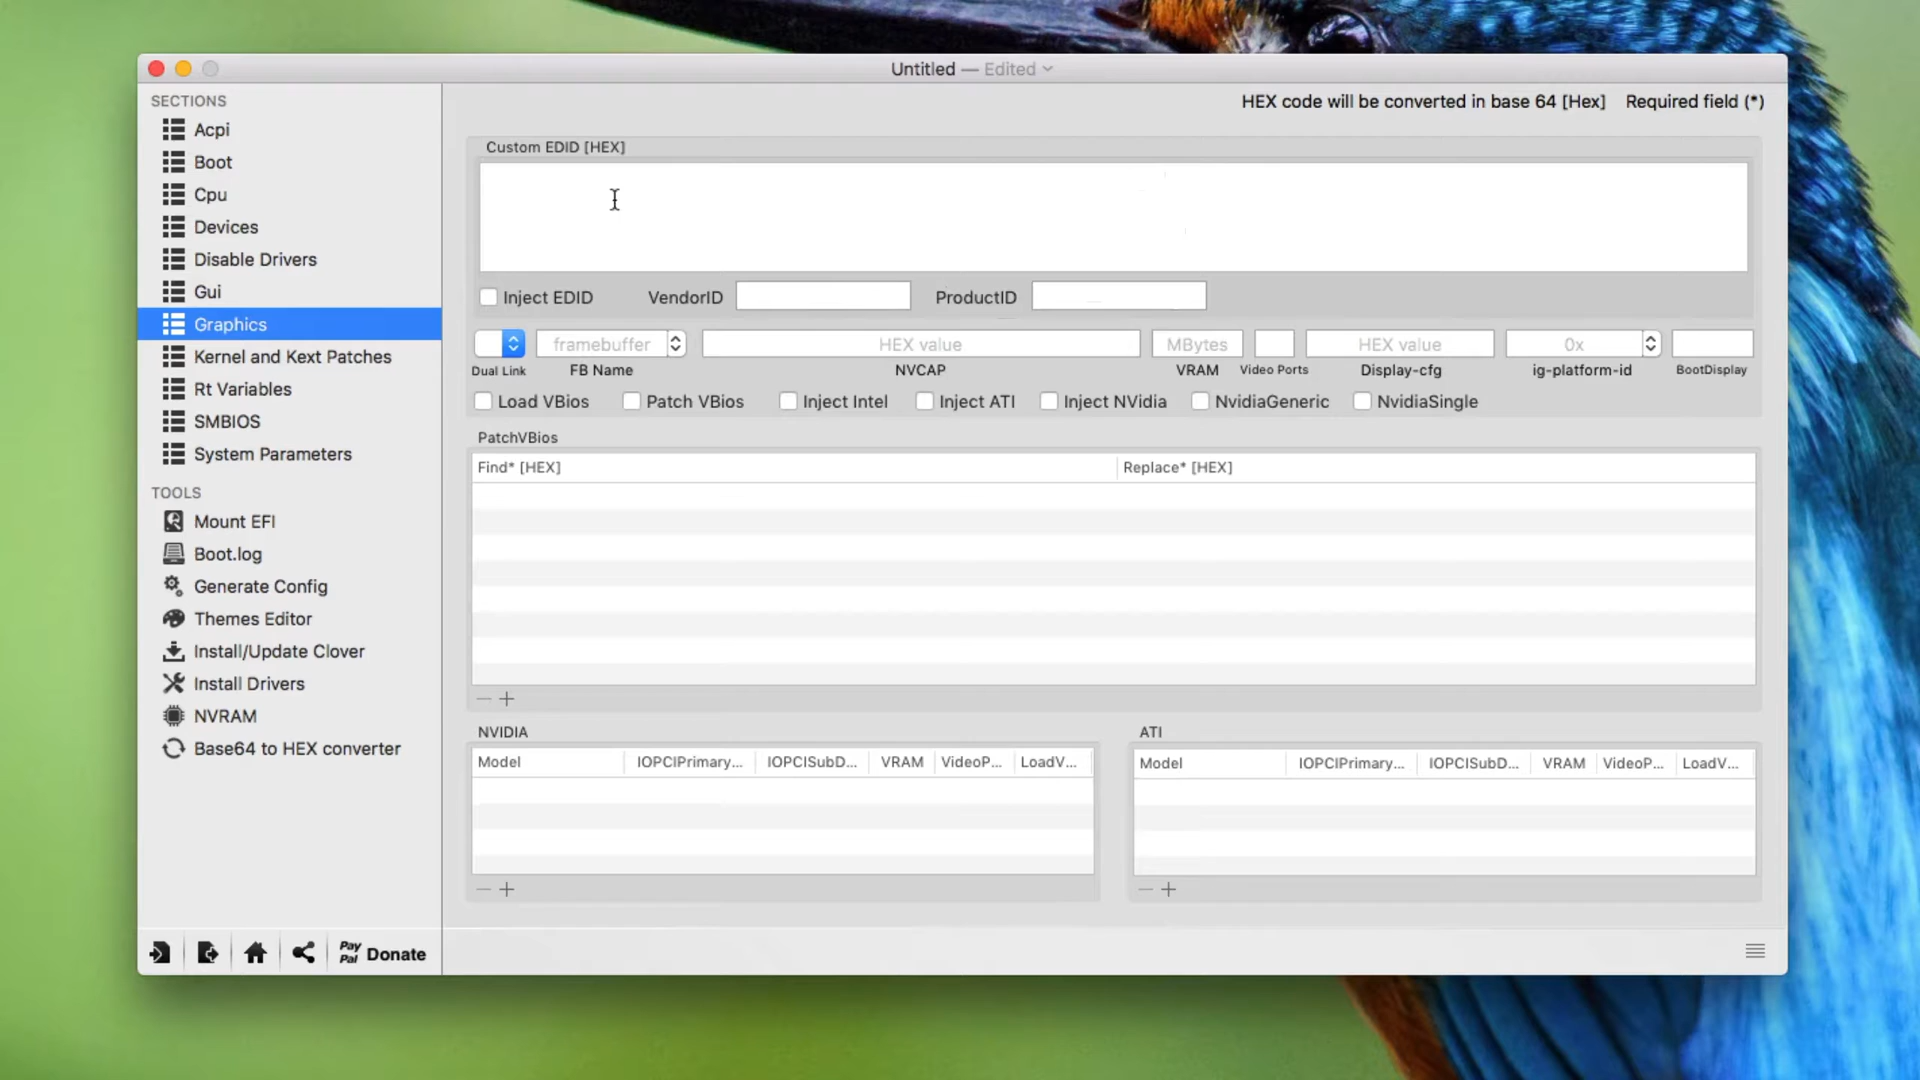 Untitled — Edited
SECTIONS
Acpi
Boot
Cpu
Devices
Disable Drivers
Gui
Graphics
Kernel and Kext Patches
Rt Variables
SMBIOS
System Parameters
TOOLS
Mount EFI
Boot.log
Generate Config
Themes Editor
Install/Update Clover
Install Drivers
NVRAM
Base64 to HEX converter
Pay Pal Donate
HEX code will be converted in base 64 [Hex] Required field (*)
Custom EDID [HEX]
Inject EDID VendorID ProductID
framebuffer HEX value MBytes HEX value 0x
Dual Link FB Name NVCAP VRAM Video Ports Display-cfg ig-platform-id BootDisplay
Load VBios Patch VBios Inject Intel Inject ATI Inject NVidia NvidiaGeneric NvidiaSingle
PatchVBios
Find* [HEX] Replace* [HEX]
NVIDIA
Model IOPCIPrimary... IOPCISubD... VRAM VideoP... LoadV...
ATI
Model IOPCIPrimary... IOPCISubD... VRAM VideoP... LoadV...